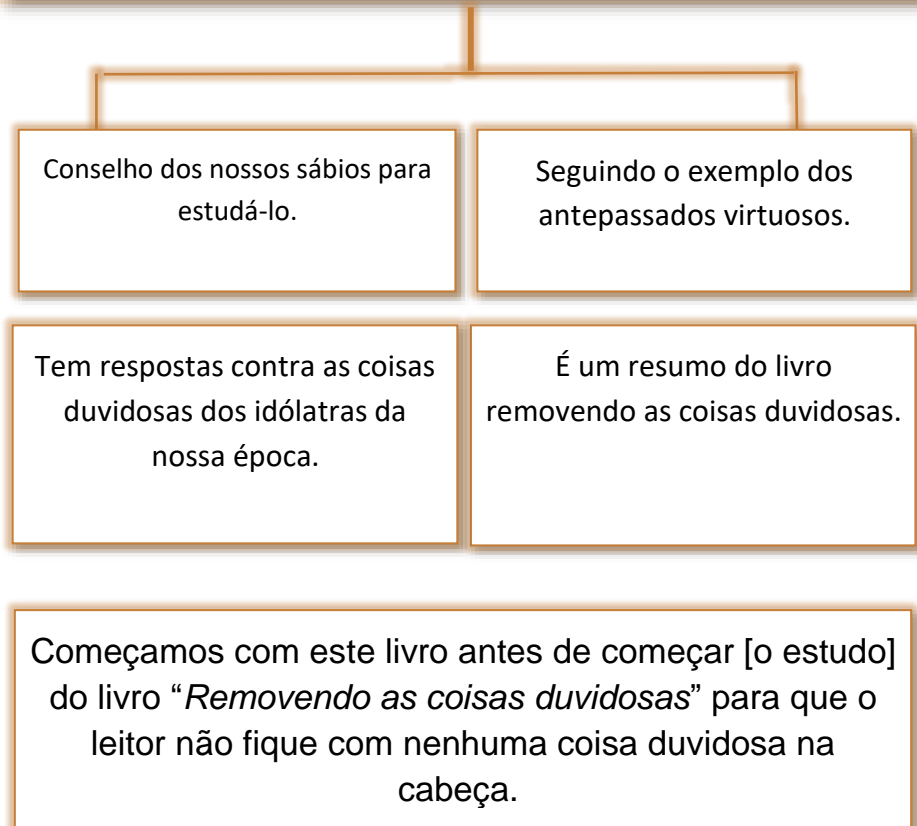 Conselho dos nossos sábios para
estudá-lo.
Seguindo o exemplo dos
antepassados virtuosos.
Tem respostas contra as coisas
duvidosas dos idólatras da
nossa época.
É um resumo do livro
removendo as coisas duvidosas.
Começamos com este livro antes de começar [o estudo]
do livro “Removendo as coisas duvidosas” para que o
leitor não fique com nenhuma coisa duvidosa na
cabeça.